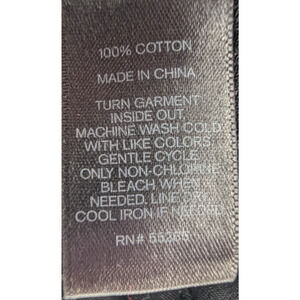 100% COTTON
MADE IN CHINA
TURN GARMENT
INSIDE OUT
MACHINE WASH COLD
WITH LIKE COLORS
GENTLE CYCLE
ONLY NON-CHLORINE
BLEACH WHEN
NEEDED. LINE DRY
COOL IRON IF NEEDED
RN# 55285